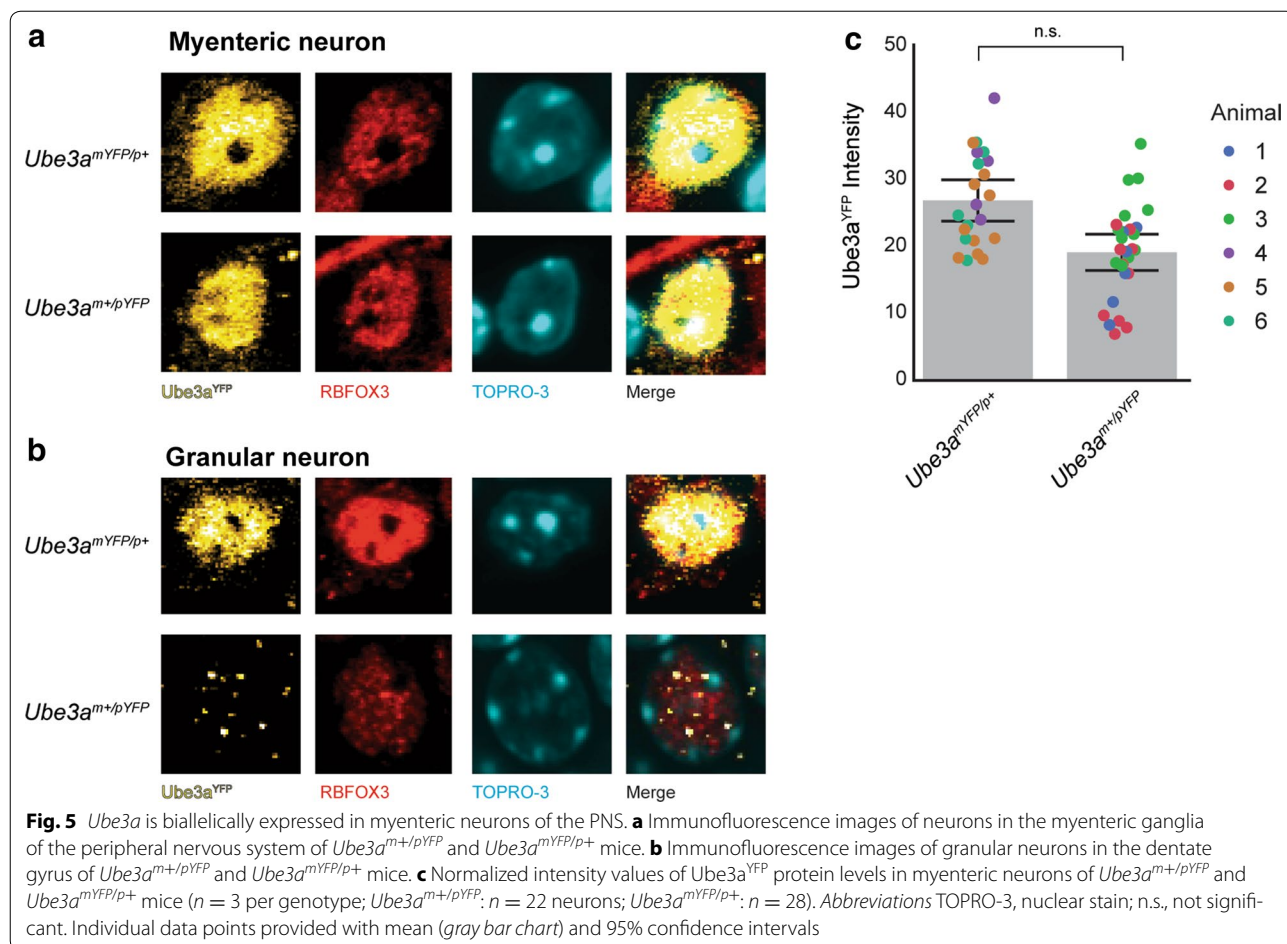 a
Myenteric neuron
Ube3a^mYFP/p+
Ube3a^m+/pYFP
Ube3a^YFP
RBFOX3
TOPRO-3
Merge
b
Granular neuron
Ube3a^mYFP/p+
Ube3a^m+/pYFP
Ube3a^YFP
RBFOX3
TOPRO-3
Merge
c
n.s.
50
40
30
20
10
0
Ube3a^YFP Intensity
Ube3a^mYFP/p+
Ube3a^m+/pYFP
Animal
1
2
3
4
5
6
Fig. 5 Ube3a is biallelically expressed in myenteric neurons of the PNS. a Immunofluorescence images of neurons in the myenteric ganglia
of the peripheral nervous system of Ube3a^m+/pYFP and Ube3a^mYFP/p+ mice. b Immunofluorescence images of granular neurons in the dentate
gyrus of Ube3a^m+/pYFP and Ube3a^mYFP/p+ mice. c Normalized intensity values of Ube3a^YFP protein levels in myenteric neurons of Ube3a^m+/pYFP and
Ube3a^mYFP/p+ mice (n = 3 per genotype; Ube3a^m+/pYFP: n = 22 neurons; Ube3a^mYFP/p+: n = 28). Abbreviations TOPRO-3, nuclear stain; n.s., not signifi-
cant. Individual data points provided with mean (gray bar chart) and 95% confidence intervals